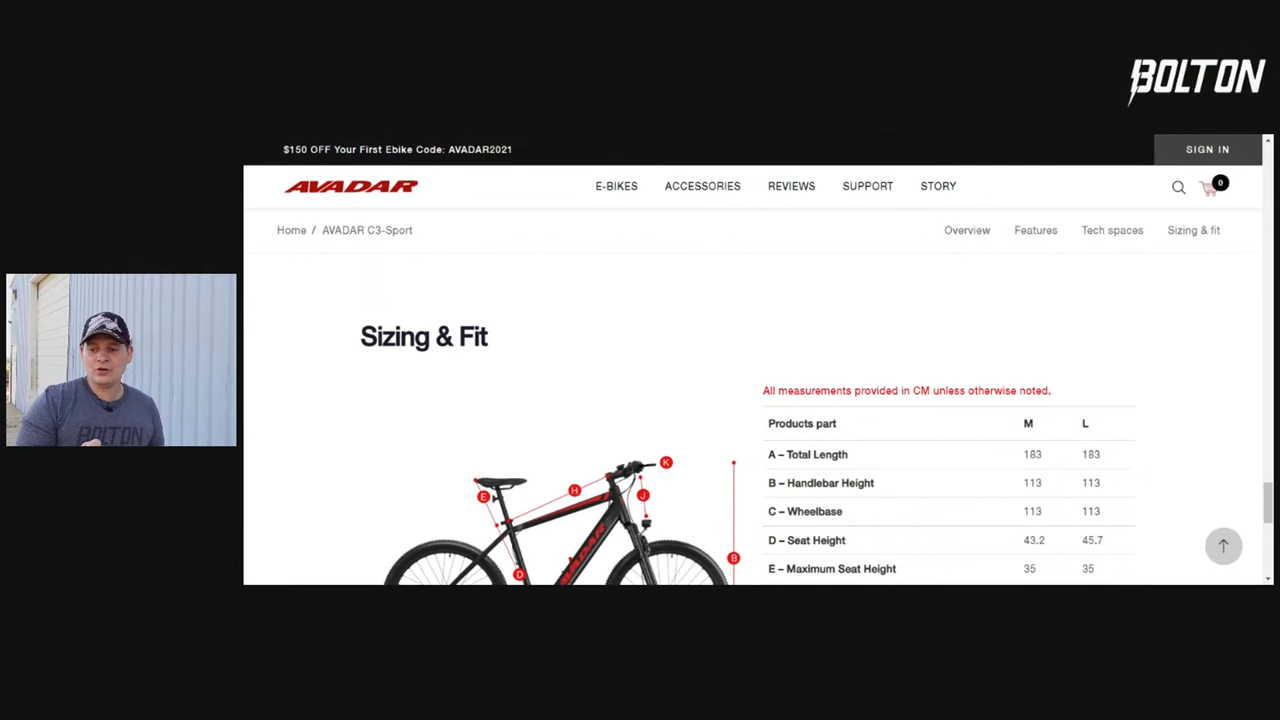 BOLTON
$150 OFF Your First Ebike Code: AVADAR2021
SIGN IN
AVADAR
E-BIKES
ACCESSORIES
REVIEWS
SUPPORT
STORY
0
Home / AVADAR C3-Sport
Overview
Features
Tech spaces
Sizing & fit
Sizing & Fit
All measurements provided in CM unless otherwise noted.
Products part M L
A – Total Length 183 183
B – Handlebar Height 113 113
C – Wheelbase 113 113
D – Seat Height 43.2 45.7
E – Maximum Seat Height 35 35
K
H
E
J
B
D
AVADAR
BOLTON